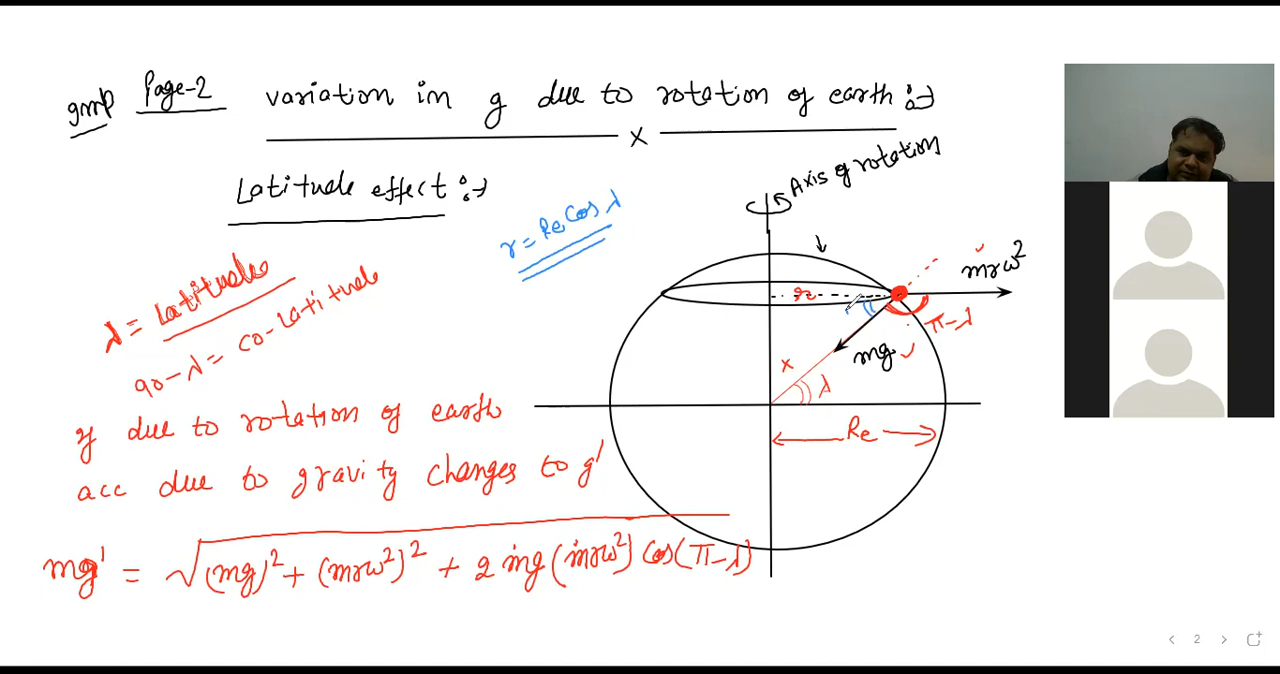 gmp Page-2 variation in g due to rotation of earth :→
x
Latitude effect :→
Axis of rotation
r = Re Cos λ
λ = Latitude
90 - λ = co-latitude
mrω²
r
π-λ
mg
x
λ
Re
If due to rotation of earth
acc due to gravity changes to g'
mg' = √(mg)² + (mrω²)² + 2 mg (mrω²) Cos (π-λ)
2